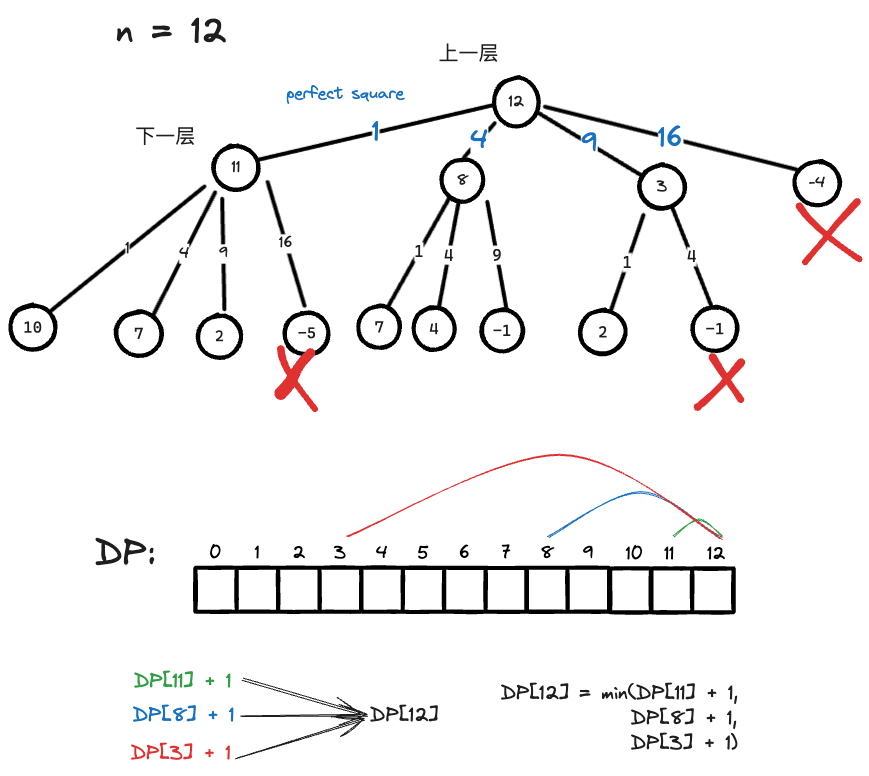 n = 12
上一层
perfect square
12
1
4
9
16
下一层
11
8
3
-4
1
4
9
16
1
4
9
1
4
10
7
2
-5
7
4
-1
2
-1
DP:
0 1 2 3 4 5 6 7 8 9 10 11 12
DP[11] + 1
DP[8] + 1
DP[3] + 1
DP[12]
DP[12] = min(DP[11] + 1,
DP[8] + 1,
DP[3] + 1)